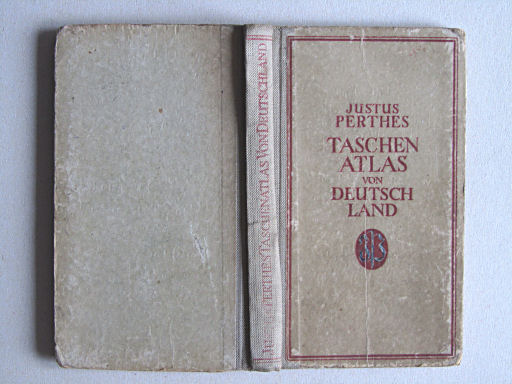 JUSTUS
PERTHES
TASCHEN
ATLAS
VON
DEUTSCH
LAND
PERTHES TASCHENATLAS VON DEUTSCHLAND